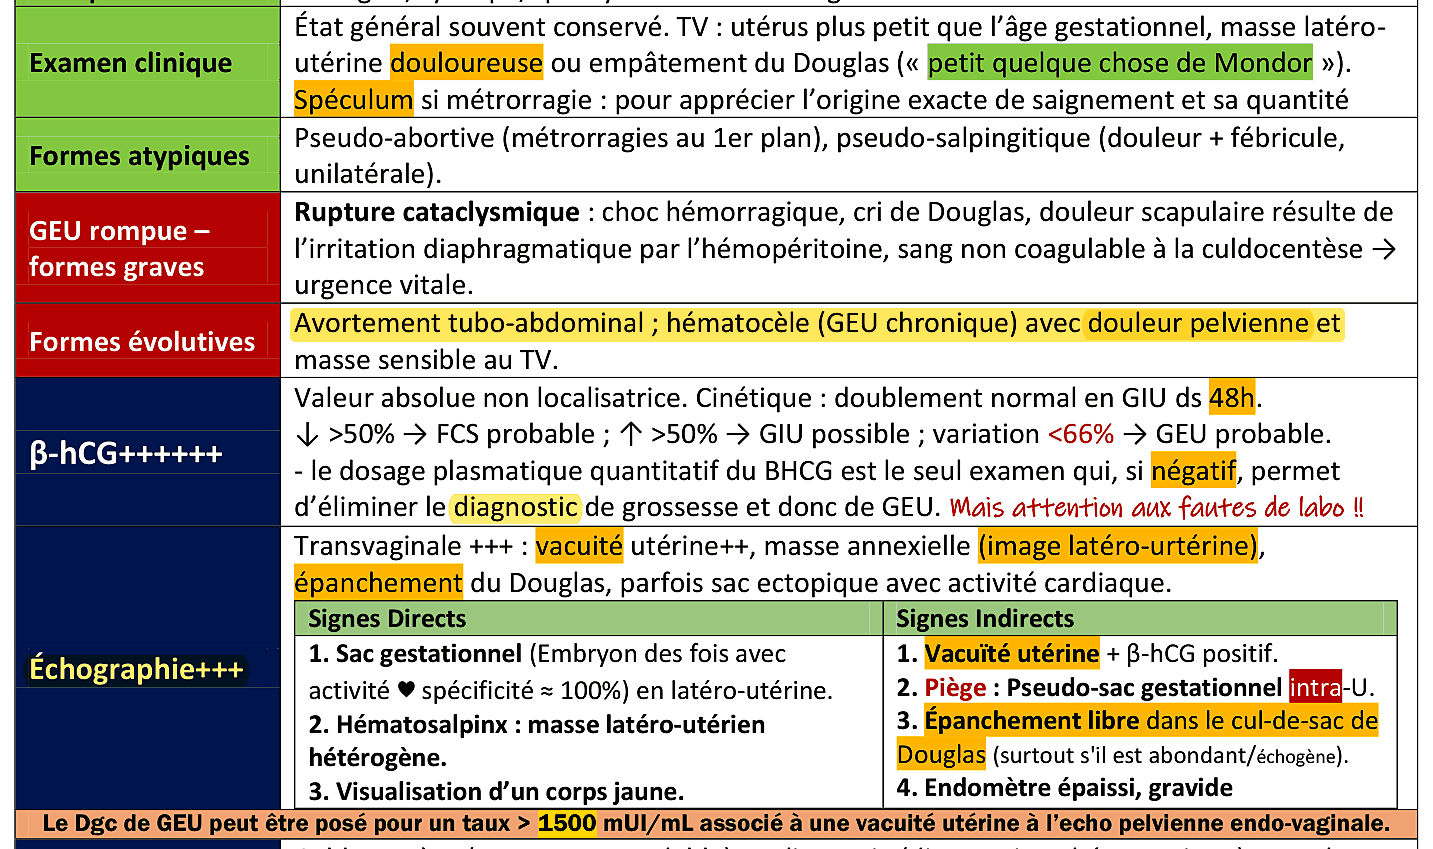 Examen clinique
État général souvent conservé. TV : utérus plus petit que l’âge gestationnel, masse latéro-
utérine douloureuse ou empâtement du Douglas (« petit quelque chose de Mondor »).
Spéculum si métrorragie : pour apprécier l’origine exacte de saignement et sa quantité
Formes atypiques
Pseudo-abortive (métrorragies au 1er plan), pseudo-salpingitique (douleur + fébricule,
unilatérale).
GEU rompue –
formes graves
Rupture cataclysmique : choc hémorragique, cri de Douglas, douleur scapulaire résulte de
l’irritation diaphragmatique par l’hémopéritoine, sang non coagulable à la culdocentèse →
urgence vitale.
Formes évolutives
Avortement tubo-abdominal ; hématocèle (GEU chronique) avec douleur pelvienne et
masse sensible au TV.
β-hCG++++++
Valeur absolue non localisatrice. Cinétique : doublement normal en GIU ds 48h.
↓ >50% → FCS probable ; ↑ >50% → GIU possible ; variation <66% → GEU probable.
- le dosage plasmatique quantitatif du BHCG est le seul examen qui, si négatif, permet
d’éliminer le diagnostic de grossesse et donc de GEU. Mais attention aux fautes de labo !!
Échographie+++
Transvaginale +++ : vacuité utérine++, masse annexielle (image latéro-urtérine),
épanchement du Douglas, parfois sac ectopique avec activité cardiaque.
Signes Directs
1. Sac gestationnel (Embryon des fois avec
activité ♥ spécificité ≈ 100%) en latéro-utérine.
2. Hématosalpinx : masse latéro-utérien
hétérogène.
3. Visualisation d’un corps jaune.
Signes Indirects
1. Vacuïté utérine + β-hCG positif.
2. Piège : Pseudo-sac gestationnel intra-U.
3. Épanchement libre dans le cul-de-sac de
Douglas (surtout s'il est abondant/échogène).
4. Endomètre épaissi, gravide
Le Dgc de GEU peut être posé pour un taux > 1500 mUI/mL associé à une vacuité utérine à l’echo pelvienne endo-vaginale.